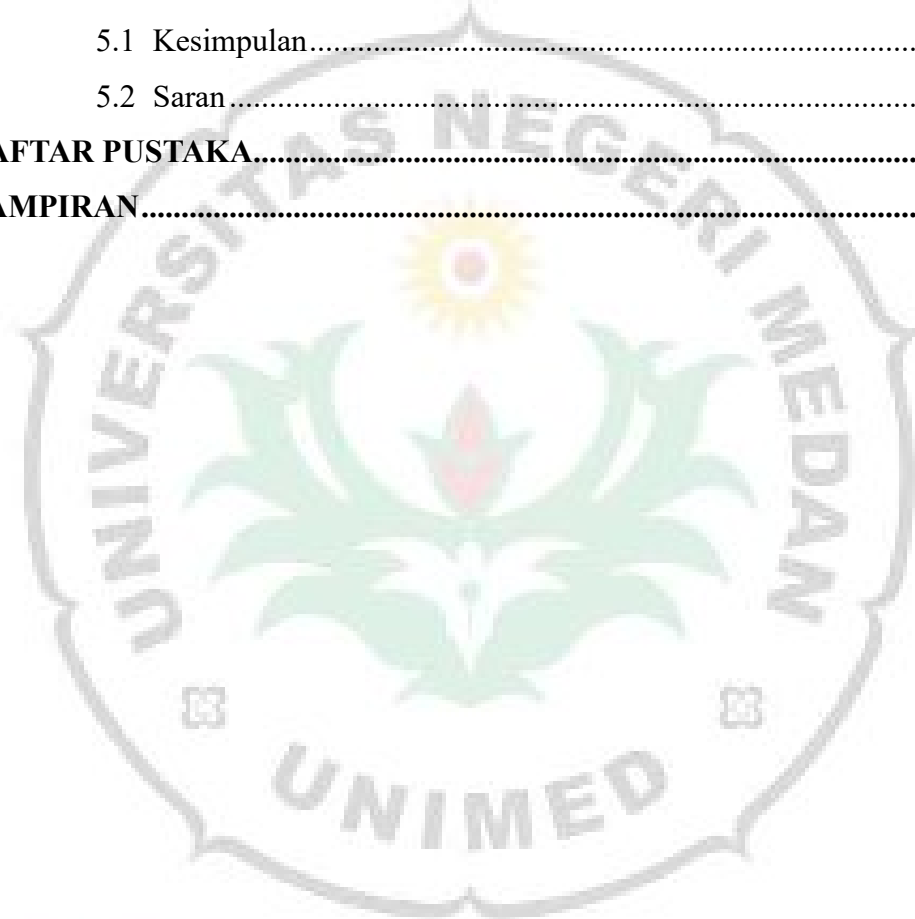 5.1 Kesimpulan........................................................................................
5.2 Saran..................................................................................................
AFTAR PUSTAKA....................................................................................
AMPIRAN..................................................................................................
UNIVERSITAS NEGERI MEDAN
UNIMED